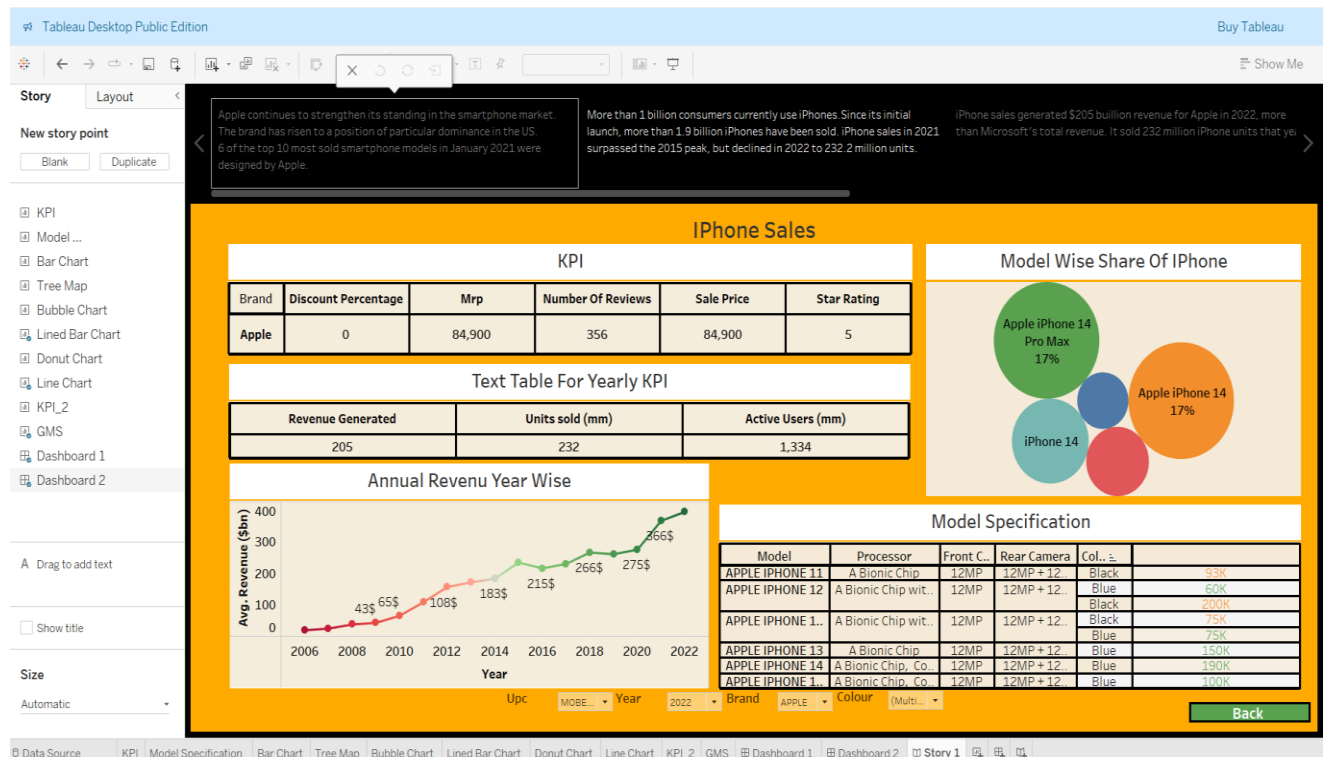 Tableau Desktop Public Edition
Buy Tableau
Show Me
Story
Layout
New story point
Blank
Duplicate
KPI
Model ...
Bar Chart
Tree Map
Bubble Chart
Lined Bar Chart
Donut Chart
Line Chart
KPI_2
GMS
Dashboard 1
Dashboard 2
A Drag to add text
Show title
Size
Automatic
Apple continues to strengthen its standing in the smartphone market.
The brand has risen to a position of particular dominance in the US.
6 of the top 10 most sold smartphone models in January 2021 were
designed by Apple.
More than 1 billion consumers currently use iPhones.Since its initial
launch, more than 1.9 billion iPhones have been sold. iPhone sales in 2021
surpassed the 2015 peak, but declined in 2022 to 232.2 million units.
iPhone sales generated $205 buillion revenue for Apple in 2022, more
than Microsoft's total revenue. It sold 232 million iPhone units that
IPhone Sales
KPI
Brand Discount Percentage Mrp Number Of Reviews Sale Price Star Rating
Apple 0 84,900 356 84,900 5
Text Table For Yearly KPI
Revenue Generated Units sold (mm) Active Users (mm)
205 232 1,334
Model Wise Share Of IPhone
Apple iPhone 14
Pro Max
17%
Apple iPhone 14
17%
iPhone 14
Annual Revenu Year Wise
Avg. Revenue ($bn)
400
300
200
100
0
43$ 65$ 108$ 183$ 215$ 266$ 275$ 366$
2006 2008 2010 2012 2014 2016 2018 2020 2022
Year
Model Specification
Model Processor Front C.. Rear Camera Col..
APPLE IPHONE 11 A Bionic Chip 12MP 12MP + 12.. Black 93K
APPLE IPHONE 12 A Bionic Chip wit.. 12MP 12MP + 12.. Blue 60K
Black 200K
APPLE IPHONE 1.. A Bionic Chip wit.. 12MP 12MP + 12.. Black 75K
Blue 75K
APPLE IPHONE 13 A Bionic Chip 12MP 12MP + 12.. Blue 150K
APPLE IPHONE 14 A Bionic Chip, Co.. 12MP 12MP + 12.. Blue 190K
APPLE IPHONE 1.. A Bionic Chip, Co.. 12MP 12MP + 12.. Blue 100K
Upc MOBE... Year 2022 Brand APPLE Colour (Multi...
Back
Data Source KPI Model Specification Bar Chart Tree Map Bubble Chart Lined Bar Chart Donut Chart Line Chart KPI_2 GMS Dashboard 1 Dashboard 2 Story 1